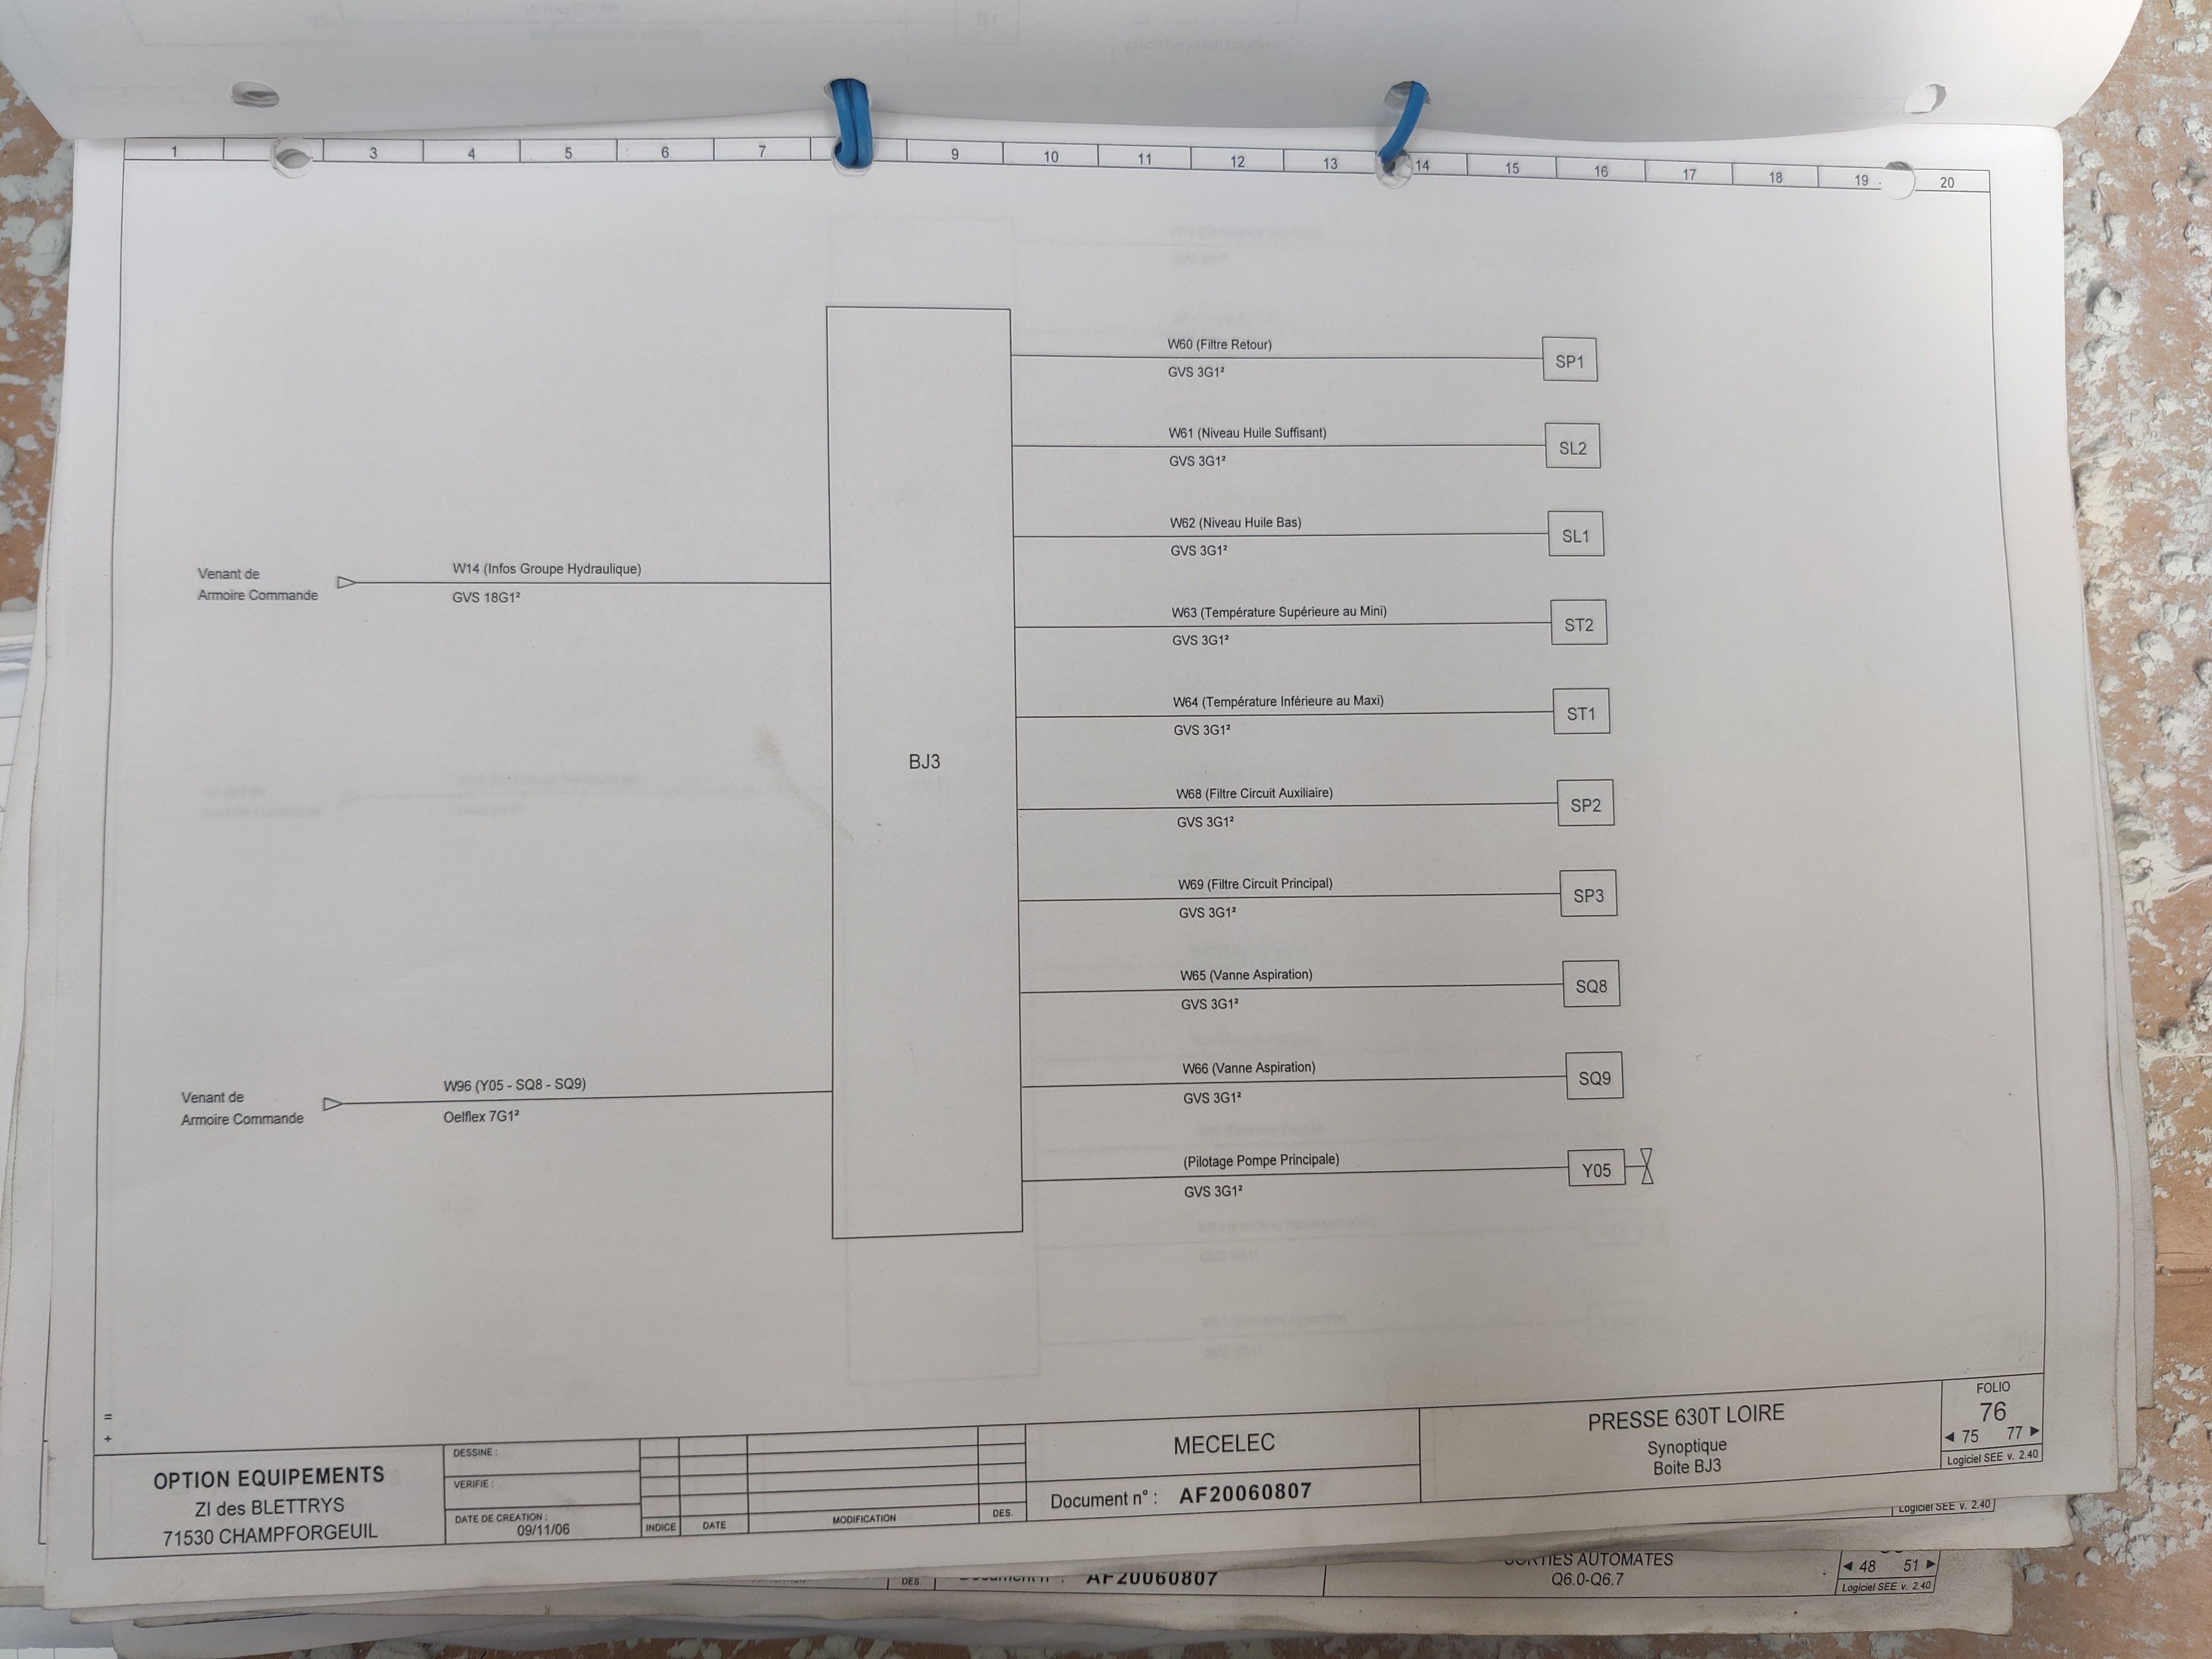 1 3 4 5 6 7 9 10 11 12 13 14 15 16 17 18 19 20
W60 (Filtre Retour)
GVS 3G1²
SP1
W61 (Niveau Huile Suffisant)
GVS 3G1²
SL2
W62 (Niveau Huile Bas)
GVS 3G1²
SL1
Venant de
Armoire Commande
W14 (Infos Groupe Hydraulique)
GVS 18G1²
W63 (Température Supérieure au Mini)
GVS 3G1²
ST2
W64 (Température Inférieure au Maxi)
GVS 3G1²
ST1
BJ3
W68 (Filtre Circuit Auxiliaire)
GVS 3G1²
SP2
W69 (Filtre Circuit Principal)
GVS 3G1²
SP3
W65 (Vanne Aspiration)
GVS 3G1²
SQ8
Venant de
Armoire Commande
W96 (Y05 - SQ8 - SQ9)
Oelflex 7G1²
W66 (Vanne Aspiration)
GVS 3G1²
SQ9
(Pilotage Pompe Principale)
GVS 3G1²
Y05
=
+
OPTION EQUIPEMENTS
ZI des BLETTRYS
71530 CHAMPFORGEUIL
DESSINE :
VERIFIE :
DATE DE CREATION :
09/11/06
INDICE DATE MODIFICATION DES.
MECELEC
Document n° : AF20060807
PRESSE 630T LOIRE
Synoptique
Boite BJ3
FOLIO
76
75 77
Logiciel SEE v. 2.40
Logiciel SEE v. 2.40
DES.
AF20060807
SORTIES AUTOMATES
Q6.0-Q6.7
48 51
Logiciel SEE v. 2.40